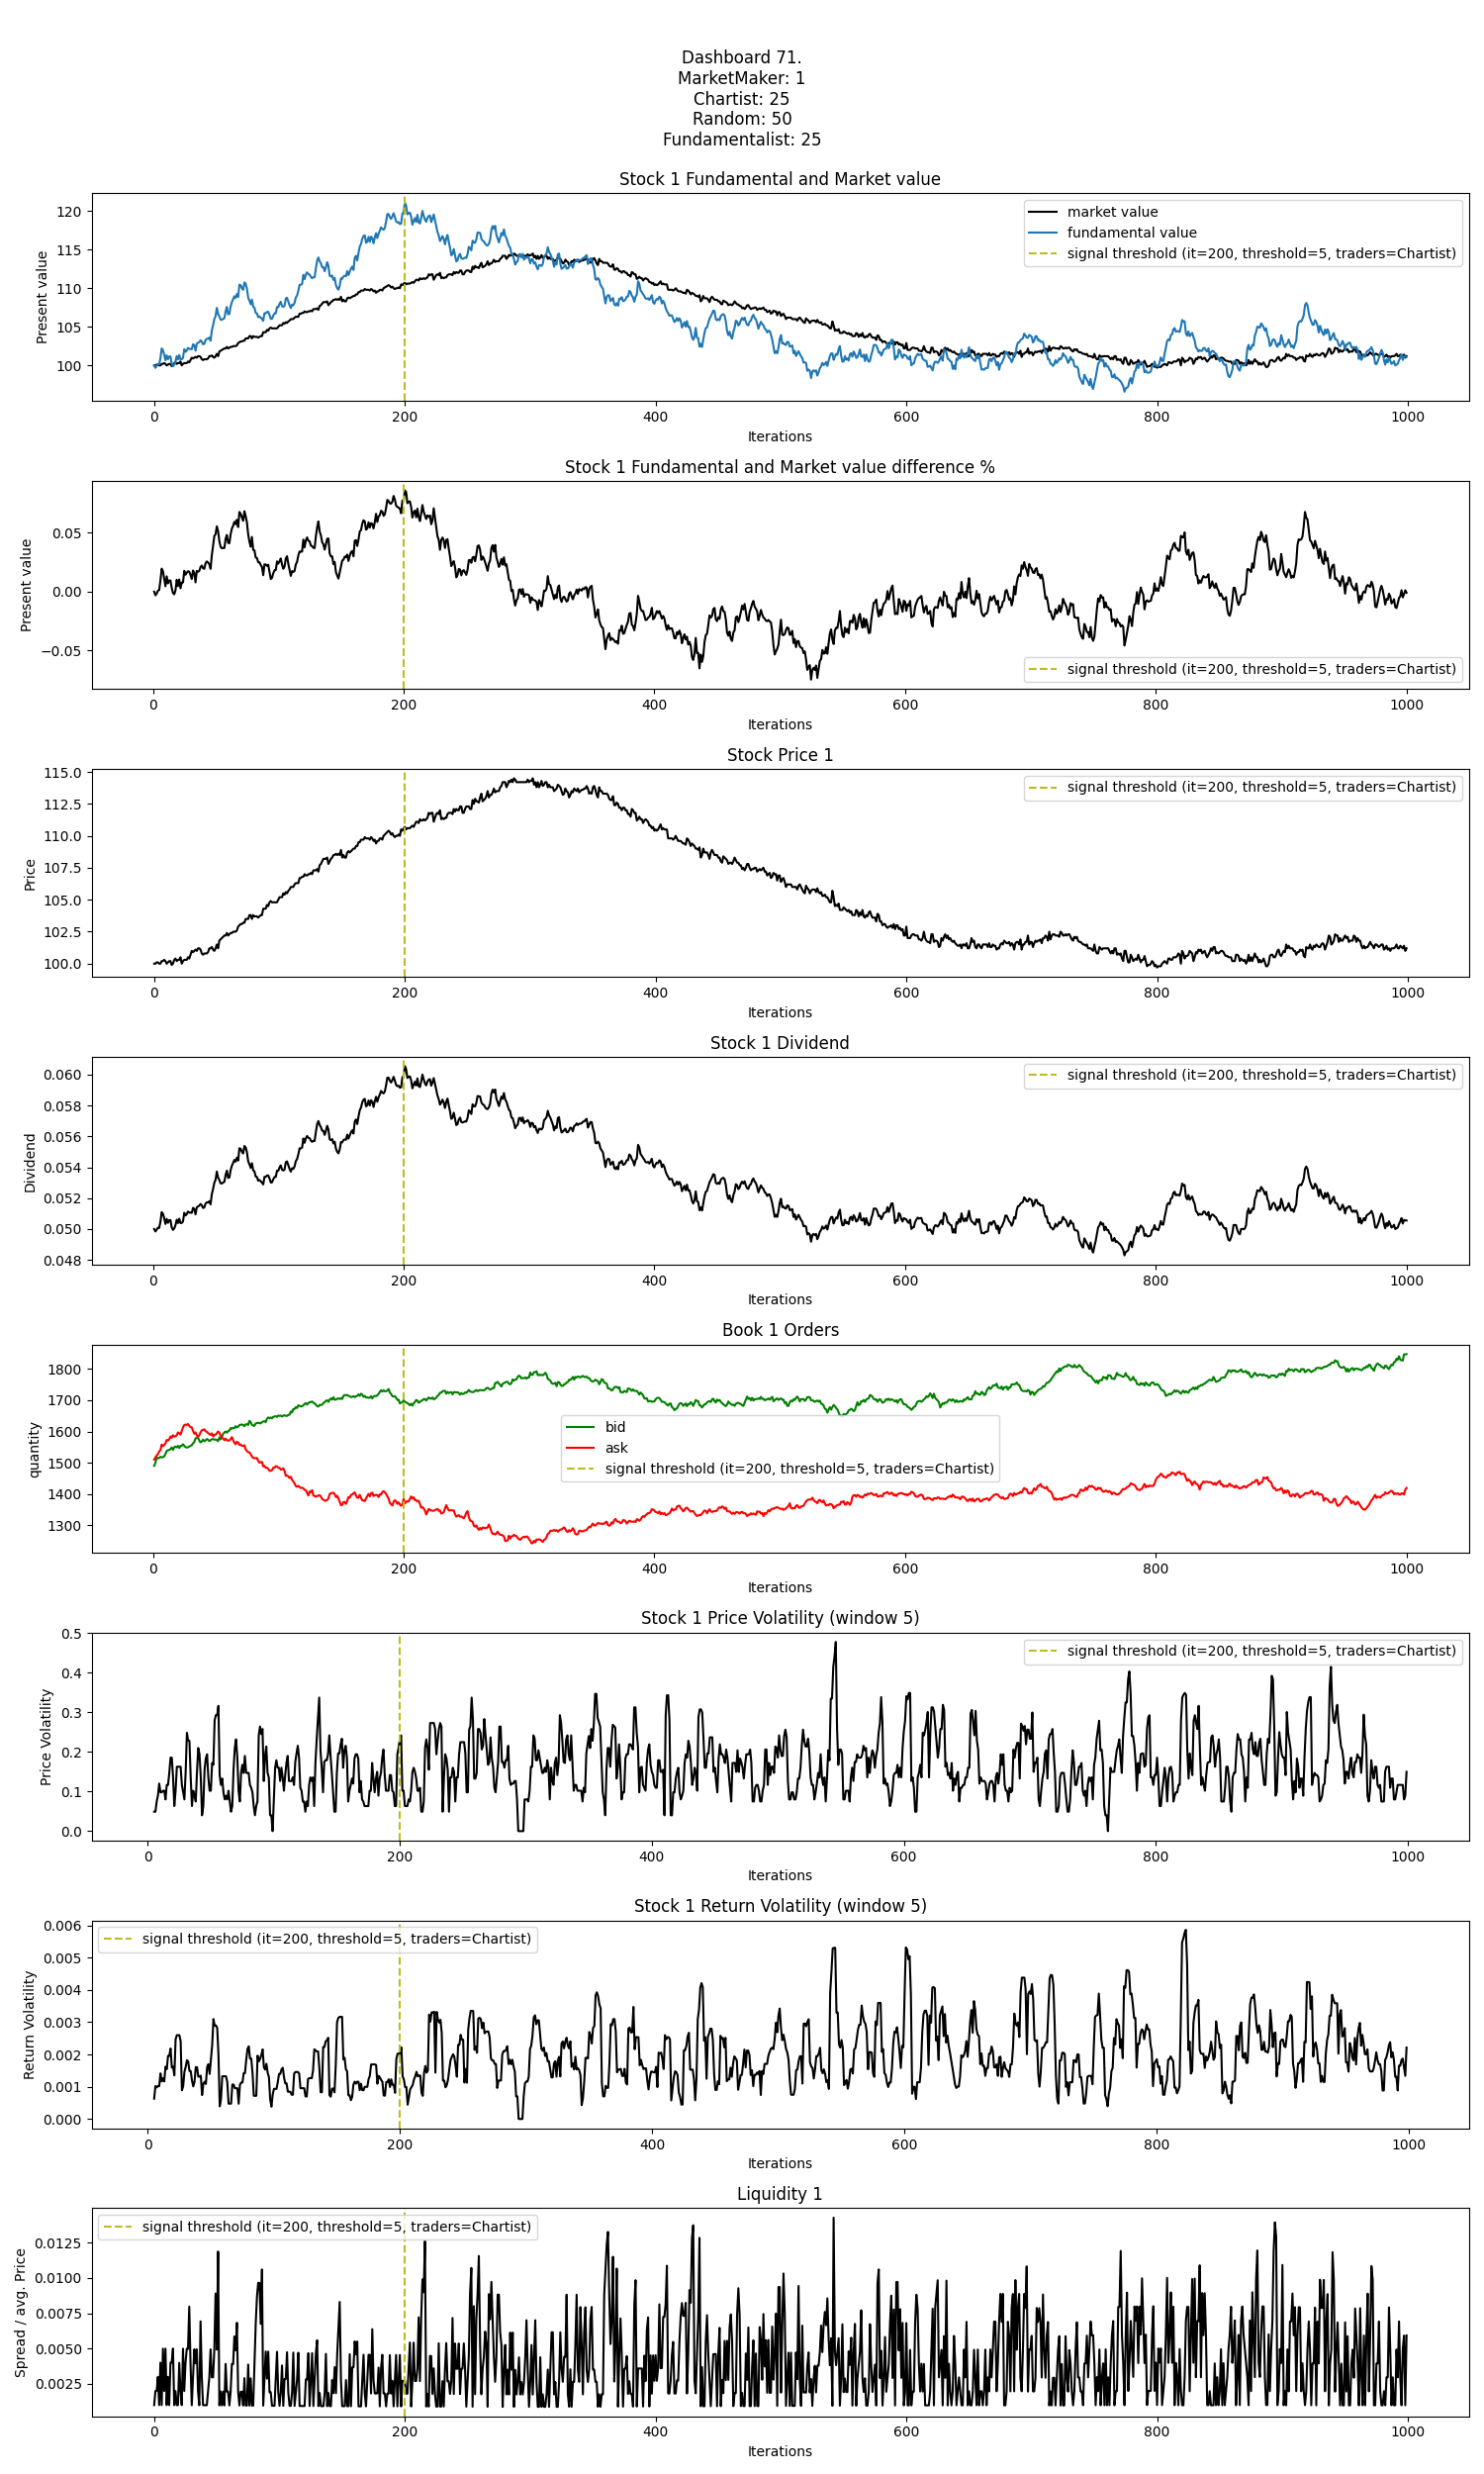 Dashboard 71.
MarketMaker: 1
Chartist: 25
Random: 50
Fundamentalist: 25
Stock 1 Fundamental and Market value
Present value
120
115
110
105
100
market value
fundamental value
signal threshold (it=200, threshold=5, traders=Chartist)
0 200 400 600 800 1000
Iterations
Stock 1 Fundamental and Market value difference %
Present value
0.05
0.00
−0.05
signal threshold (it=200, threshold=5, traders=Chartist)
0 200 400 600 800 1000
Iterations
Stock Price 1
Price
115.0
112.5
110.0
107.5
105.0
102.5
100.0
signal threshold (it=200, threshold=5, traders=Chartist)
0 200 400 600 800 1000
Iterations
Stock 1 Dividend
Dividend
0.060
0.058
0.056
0.054
0.052
0.050
0.048
signal threshold (it=200, threshold=5, traders=Chartist)
0 200 400 600 800 1000
Iterations
Book 1 Orders
quantity
1800
1700
1600
1500
1400
1300
bid
ask
signal threshold (it=200, threshold=5, traders=Chartist)
0 200 400 600 800 1000
Iterations
Stock 1 Price Volatility (window 5)
Price Volatility
0.5
0.4
0.3
0.2
0.1
0.0
signal threshold (it=200, threshold=5, traders=Chartist)
0 200 400 600 800 1000
Iterations
Stock 1 Return Volatility (window 5)
Return Volatility
0.006
0.005
0.004
0.003
0.002
0.001
0.000
signal threshold (it=200, threshold=5, traders=Chartist)
0 200 400 600 800 1000
Iterations
Liquidity 1
Spread / avg. Price
0.0125
0.0100
0.0075
0.0050
0.0025
signal threshold (it=200, threshold=5, traders=Chartist)
0 200 400 600 800 1000
Iterations